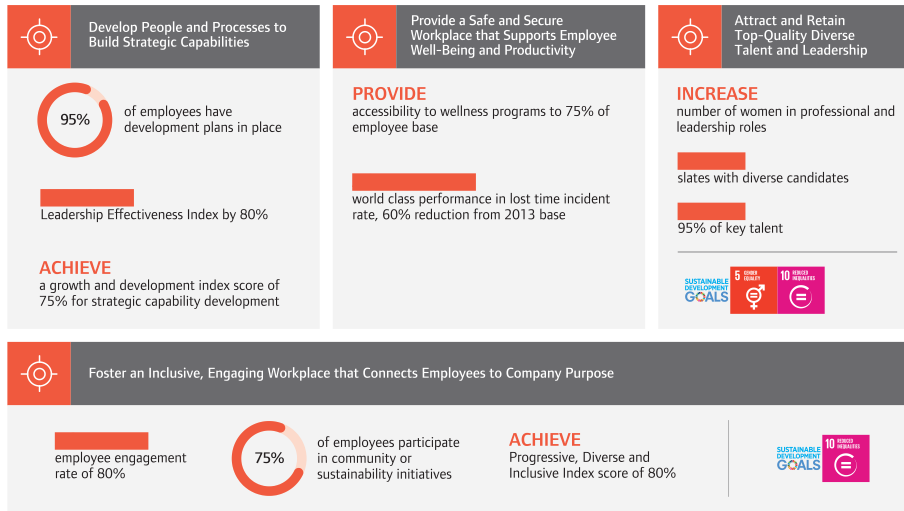 Develop People and Processes to
Build Strategic Capabilities
95%
of employees have
development plans in place
Leadership Effectiveness Index by 80%
ACHIEVE
a growth and development index score of
75% for strategic capability development
Provide a Safe and Secure
Workplace that Supports Employee
Well-Being and Productivity
PROVIDE
accessibility to wellness programs to 75% of
employee base
world class performance in lost time incident
rate, 60% reduction from 2013 base
Attract and Retain
Top-Quality Diverse
Talent and Leadership
INCREASE
number of women in professional and
leadership roles
slates with diverse candidates
95% of key talent
SUSTAINABLE
DEVELOPMENT
GOALS
5 GENDER
EQUALITY
10 REDUCED
INEQUALITIES
Foster an Inclusive, Engaging Workplace that Connects Employees to Company Purpose
employee engagement
rate of 80%
75%
of employees participate
in community or
sustainability initiatives
ACHIEVE
Progressive, Diverse and
Inclusive Index score of 80%
SUSTAINABLE
DEVELOPMENT
GOALS
10 REDUCED
INEQUALITIES